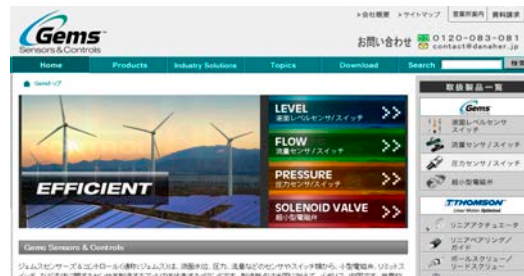 ▸会社概要 ▸サイトマップ 営業所案内 資料請求
Gems™
Sensors & Controls
お問い合わせ 0120-083-081
contact@danaher.jp
Home Products Industry Solutions Topics Download Search 検索
Gems トップ
EFFICIENT
LEVEL
液面レベルセンサ/スイッチ
FLOW
流量センサ/スイッチ
PRESSURE
圧力センサ/スイッチ
SOLENOID VALVE
超小型電磁弁
Gems Sensors & Controls
取扱製品一覧
Gems
液面レベルセンサ
スイッチ
流量センサ/スイッチ
圧力センサ/スイッチ
超小型電磁弁
THOMSON
Linear Motion. Optimized
リニアアクチュエータ
リニアベアリング/
ガイド
ボールスクリュー/
リードスクリュー